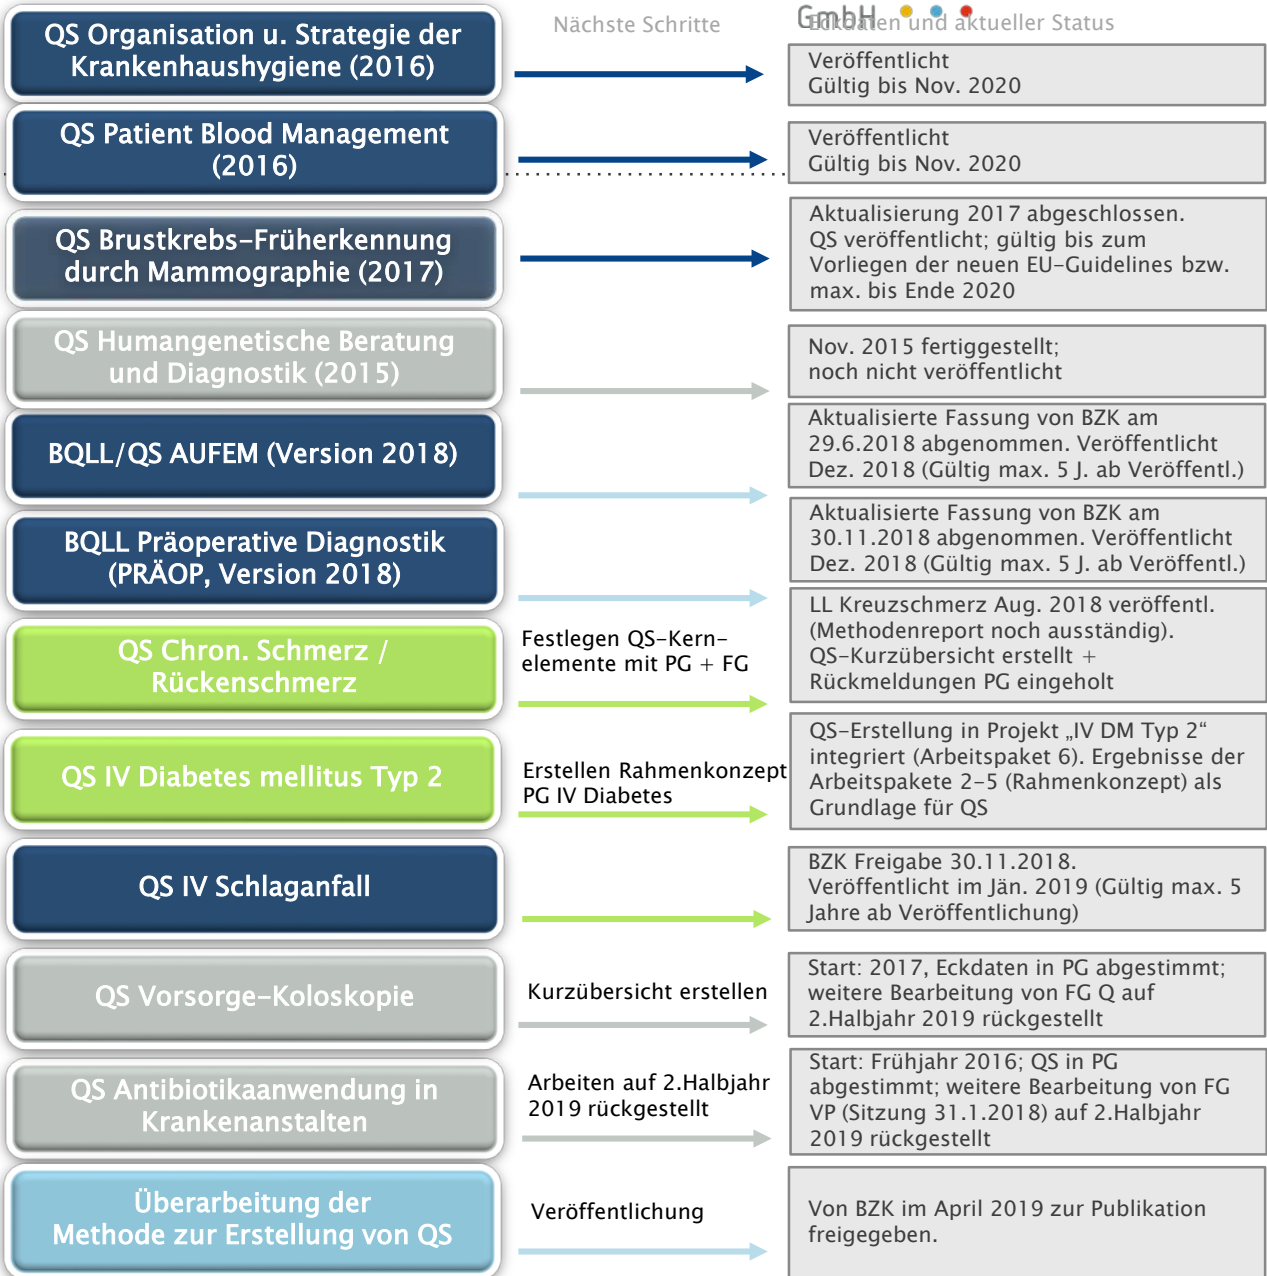 Nächste Schritte
GmbH
Eckdaten und aktueller Status
QS Organisation u. Strategie der
Krankenhaushygiene (2016)
Veröffentlicht
Gültig bis Nov. 2020
QS Patient Blood Management
(2016)
Veröffentlicht
Gültig bis Nov. 2020
QS Brustkrebs-Früherkennung
durch Mammographie (2017)
Aktualisierung 2017 abgeschlossen.
QS veröffentlicht; gültig bis zum
Vorliegen der neuen EU-Guidelines bzw.
max. bis Ende 2020
QS Humangenetische Beratung
und Diagnostik (2015)
Nov. 2015 fertiggestellt;
noch nicht veröffentlicht
BQLL/QS AUFEM (Version 2018)
Aktualisierte Fassung von BZK am
29.6.2018 abgenommen. Veröffentlicht
Dez. 2018 (Gültig max. 5 J. ab Veröffentl.)
BQLL Präoperative Diagnostik
(PRÄOP, Version 2018)
Aktualisierte Fassung von BZK am
30.11.2018 abgenommen. Veröffentlicht
Dez. 2018 (Gültig max. 5 J. ab Veröffentl.)
QS Chron. Schmerz /
Rückenschmerz
Festlegen QS-Kern-
elemente mit PG + FG
LL Kreuzschmerz Aug. 2018 veröffentl.
(Methodenreport noch ausständig).
QS-Kurzübersicht erstellt +
Rückmeldungen PG eingeholt
QS IV Diabetes mellitus Typ 2
Erstellen Rahmenkonzept
PG IV Diabetes
QS-Erstellung in Projekt „IV DM Typ 2“
integriert (Arbeitspaket 6). Ergebnisse der
Arbeitspakete 2-5 (Rahmenkonzept) als
Grundlage für QS
QS IV Schlaganfall
BZK Freigabe 30.11.2018.
Veröffentlicht im Jän. 2019 (Gültig max. 5
Jahre ab Veröffentlichung)
QS Vorsorge-Koloskopie
Kurzübersicht erstellen
Start: 2017, Eckdaten in PG abgestimmt;
weitere Bearbeitung von FG Q auf
2.Halbjahr 2019 rückgestellt
QS Antibiotikaanwendung in
Krankenanstalten
Arbeiten auf 2.Halbjahr
2019 rückgestellt
Start: Frühjahr 2016; QS in PG
abgestimmt; weitere Bearbeitung von FG
VP (Sitzung 31.1.2018) auf 2.Halbjahr
2019 rückgestellt
Überarbeitung der
Methode zur Erstellung von QS
Veröffentlichung
Von BZK im April 2019 zur Publikation
freigegeben.